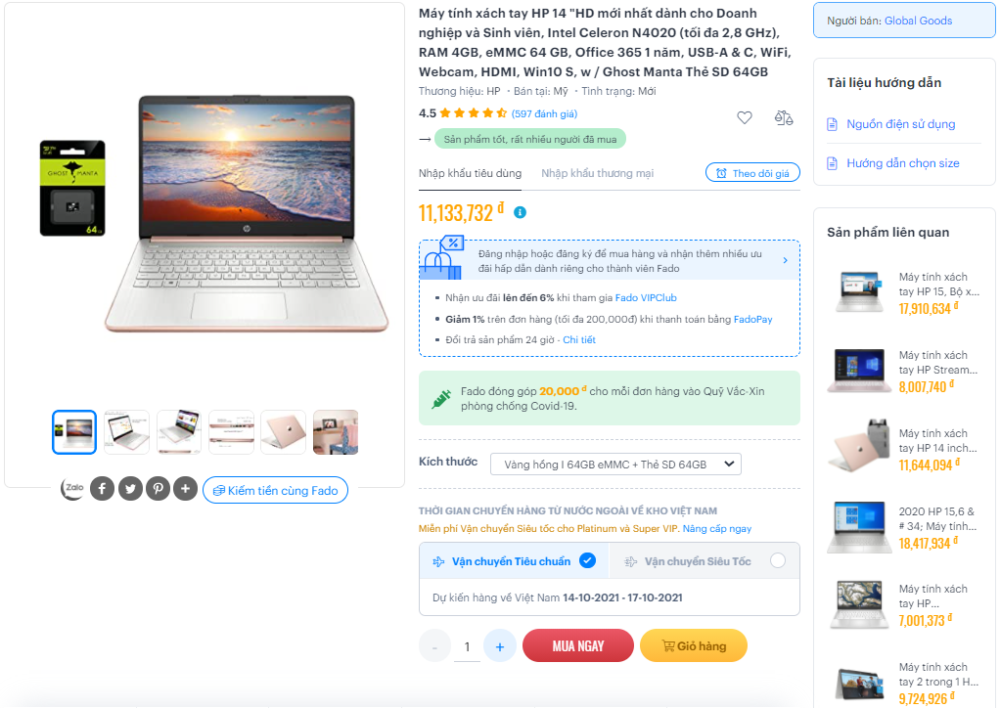 GHOST MANTA
64
GB
hp
Zalo
Kiếm tiền cùng Fado
Máy tính xách tay HP 14 "HD mới nhất dành cho Doanh
nghiệp và Sinh viên, Intel Celeron N4020 (tối đa 2,8 GHz),
RAM 4GB, eMMC 64 GB, Office 365 1 năm, USB-A & C, WiFi,
Webcam, HDMI, Win10 S, w / Ghost Manta Thẻ SD 64GB
Thương hiệu: HP · Bán tại: Mỹ · Tình trạng: Mới
4.5 (597 đánh giá)
→ Sản phẩm tốt, rất nhiều người đã mua
Nhập khẩu tiêu dùng Nhập khẩu thương mại Theo dõi giá
11,133,732 đ
Đăng nhập hoặc đăng ký để mua hàng và nhận thêm nhiều ưu
đãi hấp dẫn dành riêng cho thành viên Fado
• Nhận ưu đãi lên đến 6% khi tham gia Fado VIPClub
• Giảm 1% trên đơn hàng (tối đa 200,000đ) khi thanh toán bằng FadoPay
• Đổi trả sản phẩm 24 giờ - Chi tiết
Fado đóng góp 20,000 đ cho mỗi đơn hàng vào Quỹ Vắc-Xin
phòng chống Covid-19.
Kích thước Vàng hồng I 64GB eMMC + Thẻ SD 64GB
THỜI GIAN CHUYỂN HÀNG TỪ NƯỚC NGOÀI VỀ KHO VIỆT NAM
Miễn phí Vận chuyển Siêu tốc cho Platinum và Super VIP. Nâng cấp ngay
Vận chuyển Tiêu chuẩn Vận chuyển Siêu Tốc
Dự kiến hàng về Việt Nam 14-10-2021 - 17-10-2021
- 1 + MUA NGAY Giỏ hàng
Người bán: Global Goods
Tài liệu hướng dẫn
Nguồn điện sử dụng
Hướng dẫn chọn size
Sản phẩm liên quan
Máy tính xách
tay HP 15, Bộ x...
17,910,634 đ
Máy tính xách
tay HP Stream...
8,007,740 đ
Máy tính xách
tay HP 14 inch...
11,644,094 đ
2020 HP 15,6 &
# 34; Máy tính...
18,417,934 đ
Máy tính xách
tay HP...
7,001,373 đ
Máy tính xách
tay 2 trong 1 H...
9,724,926 đ